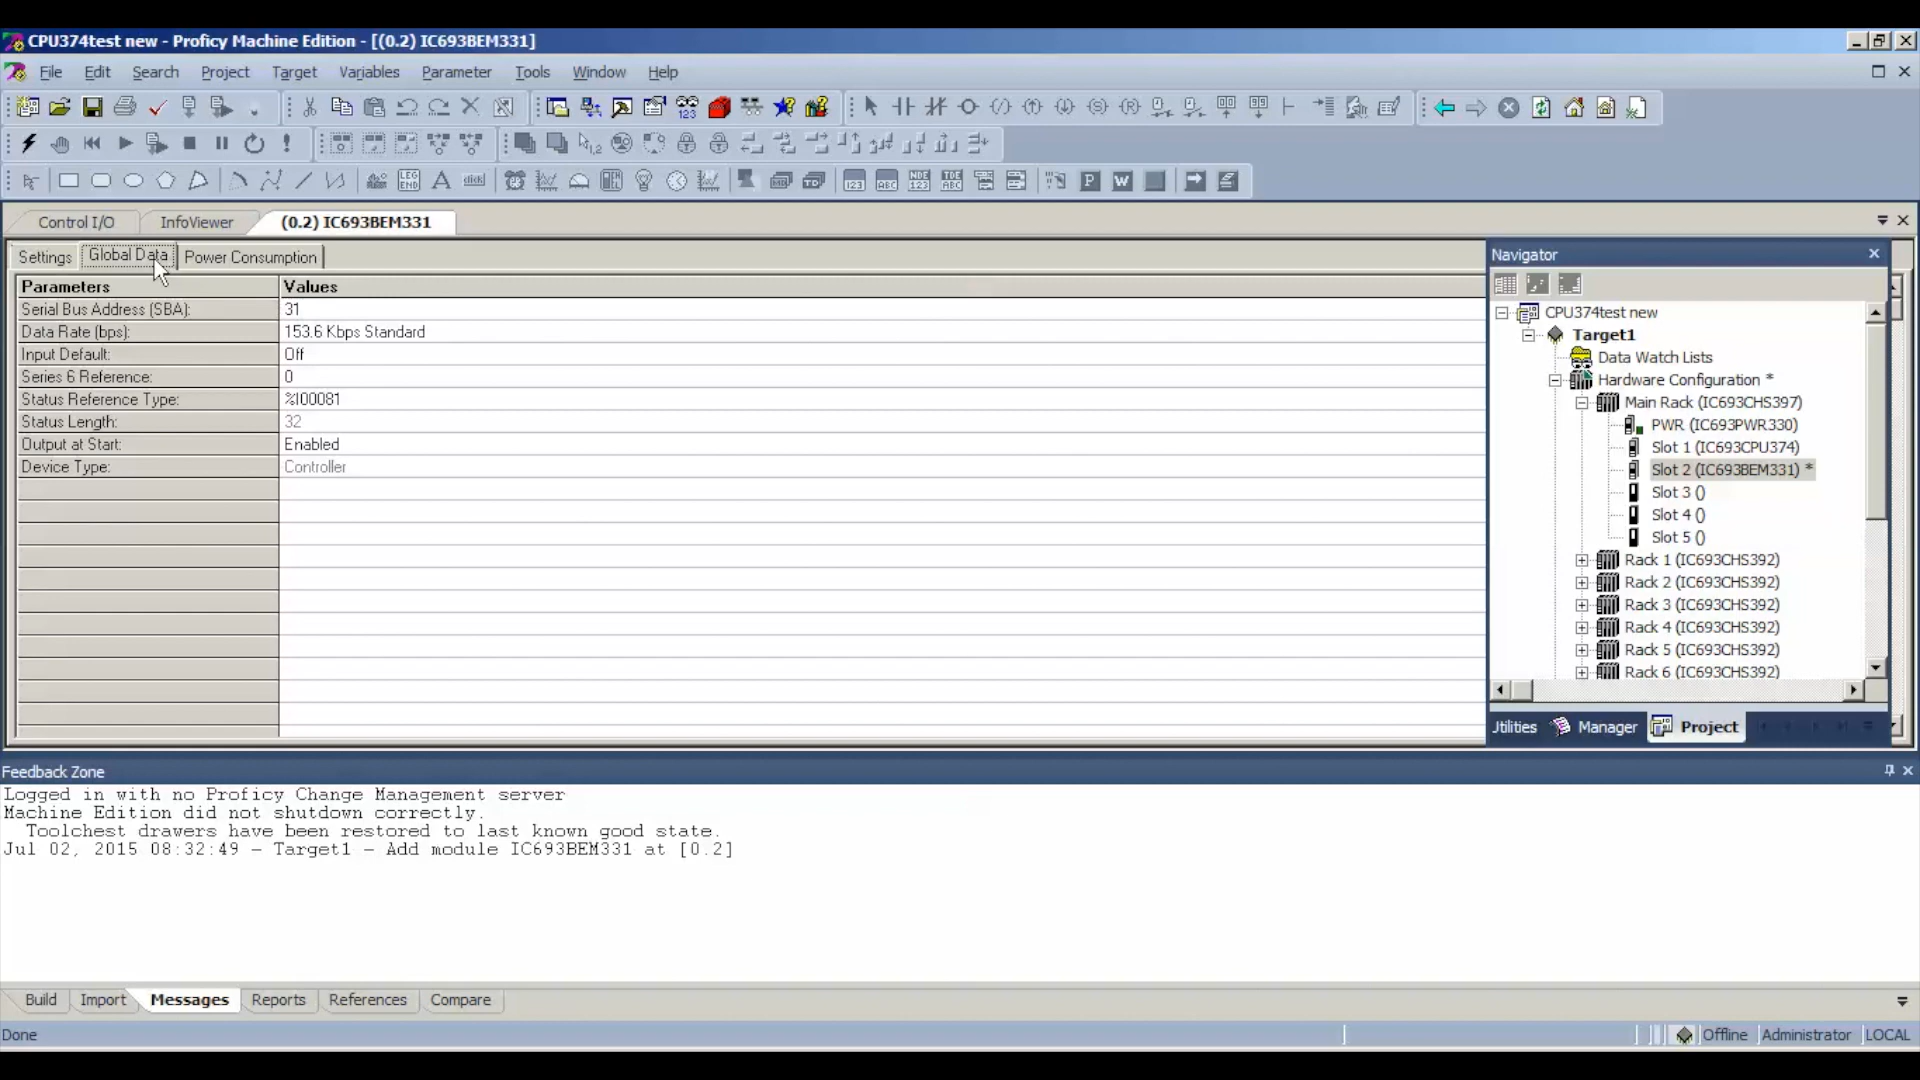 CPU374test new - Proficy Machine Edition - [(0.2) IC693BEM331]
File Edit Search Project Target Variables Parameter Tools Window Help
Control I/O InfoViewer (0.2) IC693BEM331
Settings Global Data Power Consumption
Parameters Values
Serial Bus Address (SBA): 31
Data Rate (bps): 153.6 Kbps Standard
Input Default: Off
Series 6 Reference: 0
Status Reference Type: %I00081
Status Length: 32
Output at Start: Enabled
Device Type: Controller
Navigator
CPU374test new
Target1
Data Watch Lists
Hardware Configuration *
Main Rack (IC693CHS397)
PWR (IC693PWR330)
Slot 1 (IC693CPU374)
Slot 2 (IC693BEM331) *
Slot 3 ()
Slot 4 ()
Slot 5 ()
Rack 1 (IC693CHS392)
Rack 2 (IC693CHS392)
Rack 3 (IC693CHS392)
Rack 4 (IC693CHS392)
Rack 5 (IC693CHS392)
Rack 6 (IC693CHS392)
Utilities Manager Project
Feedback Zone
Logged in with no Proficy Change Management server
Machine Edition did not shutdown correctly.
Toolchest drawers have been restored to last known good state.
Jul 02, 2015 08:32:49 - Target1 - Add module IC693BEM331 at [0.2]
Build Import Messages Reports References Compare
Done Offline Administrator LOCAL